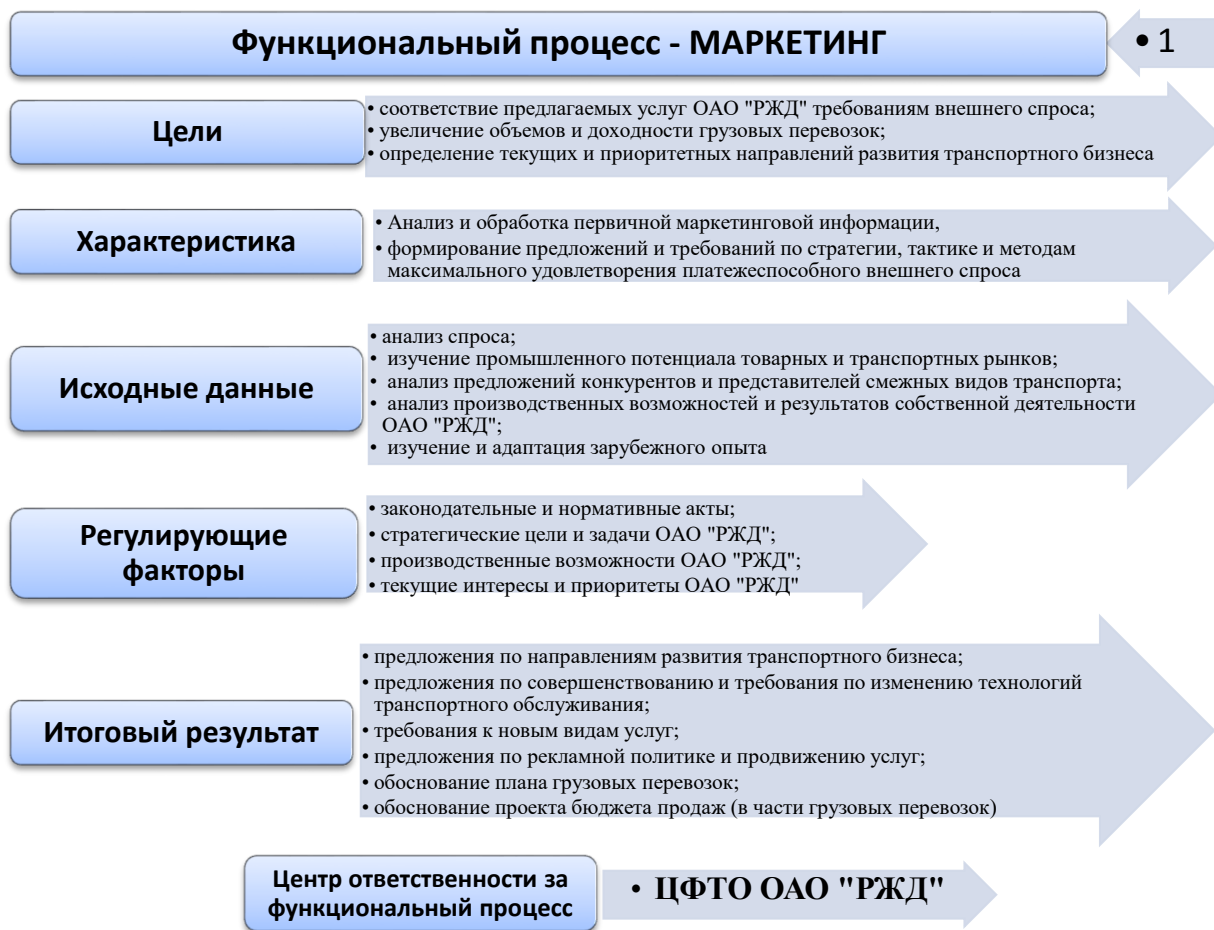 Функциональный процесс - МАРКЕТИНГ
• 1
Цели
• соответствие предлагаемых услуг ОАО "РЖД" требованиям внешнего спроса;
• увеличение объемов и доходности грузовых перевозок;
• определение текущих и приоритетных направлений развития транспортного бизнеса
Характеристика
• Анализ и обработка первичной маркетинговой информации,
• формирование предложений и требований по стратегии, тактике и методам
максимального удовлетворения платежеспособного внешнего спроса
Исходные данные
• анализ спроса;
• изучение промышленного потенциала товарных и транспортных рынков;
• анализ предложений конкурентов и представителей смежных видов транспорта;
• анализ производственных возможностей и результатов собственной деятельности
ОАО "РЖД";
• изучение и адаптация зарубежного опыта
Регулирующие
факторы
• законодательные и нормативные акты;
• стратегические цели и задачи ОАО "РЖД";
• производственные возможности ОАО "РЖД";
• текущие интересы и приоритеты ОАО "РЖД"
Итоговый результат
• предложения по направлениям развития транспортного бизнеса;
• предложения по совершенствованию и требования по изменению технологий
транспортного обслуживания;
• требования к новым видам услуг;
• предложения по рекламной политике и продвижению услуг;
• обоснование плана грузовых перевозок;
• обоснование проекта бюджета продаж (в части грузовых перевозок)
Центр ответственности за
функциональный процесс
• ЦФТО ОАО "РЖД"